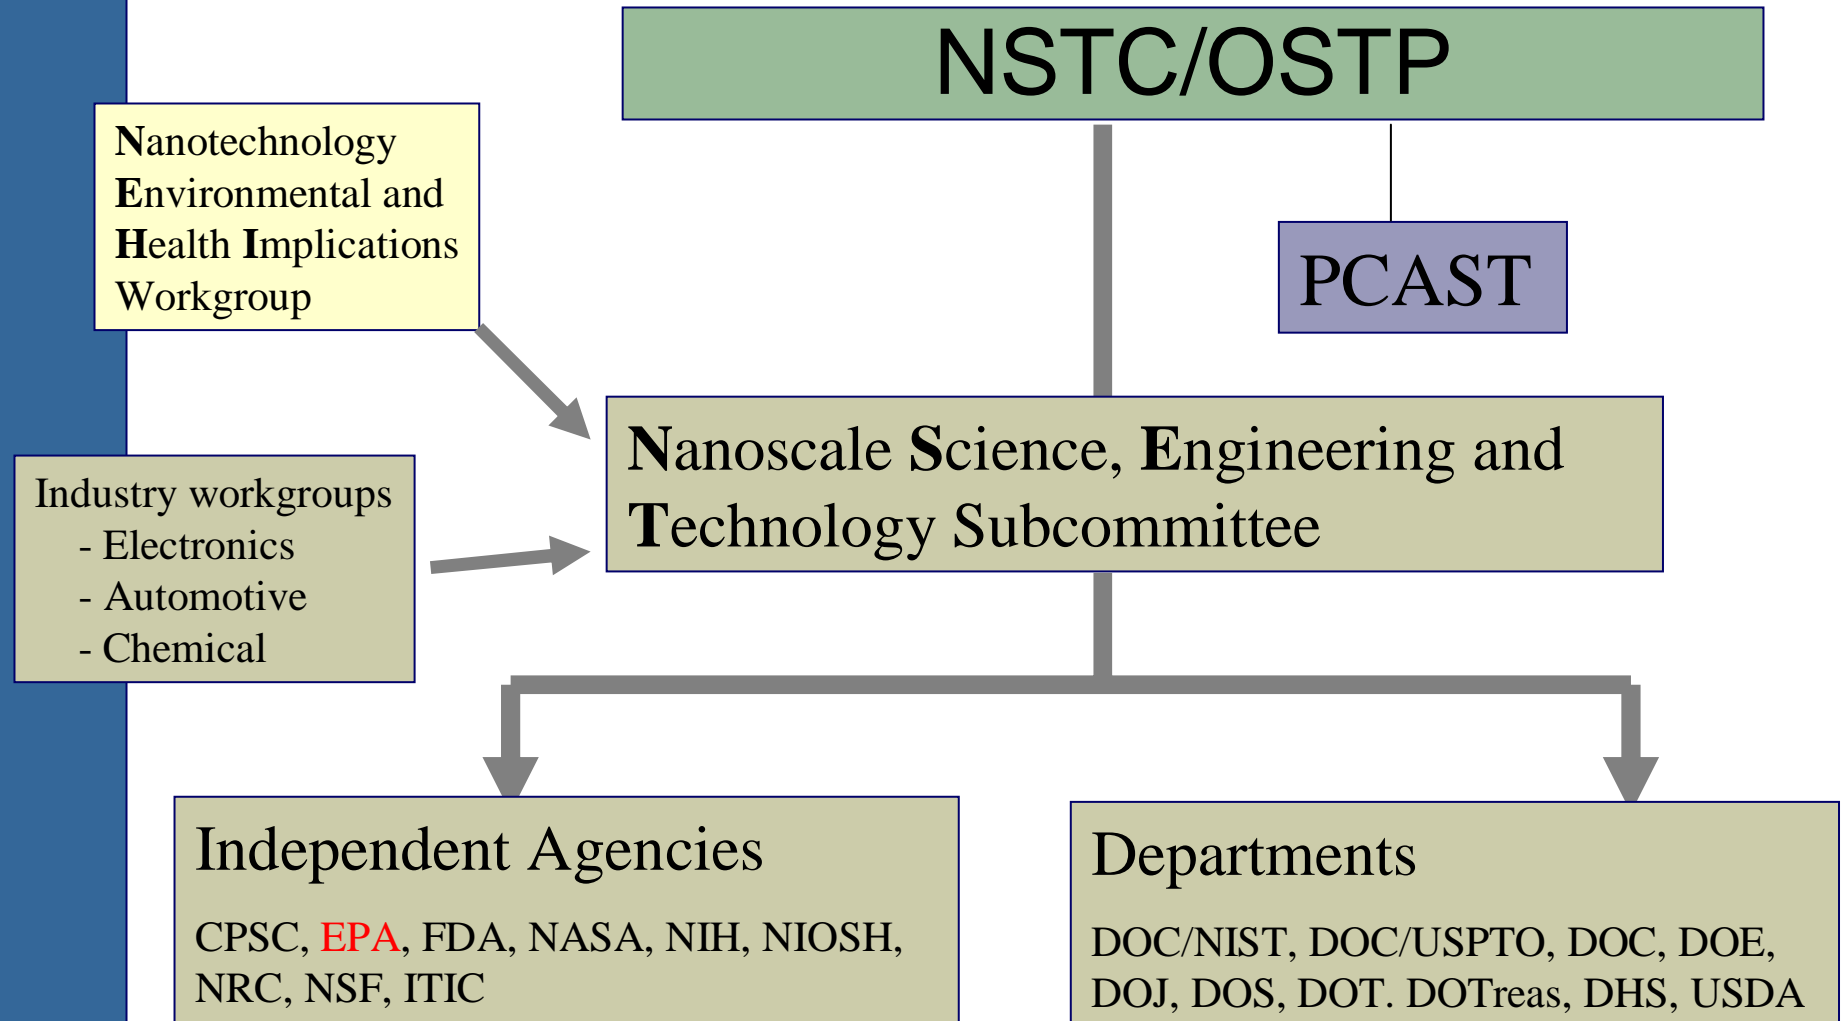 NSTC/OSTP
Nanotechnology
Environmental and
Health Implications
Workgroup
PCAST
Nanoscale Science, Engineering and
Technology Subcommittee
Industry workgroups
- Electronics
- Automotive
- Chemical
Independent Agencies
CPSC, EPA, FDA, NASA, NIH, NIOSH,
NRC, NSF, ITIC
Departments
DOC/NIST, DOC/USPTO, DOC, DOE,
DOJ, DOS, DOT. DOTreas, DHS, USDA